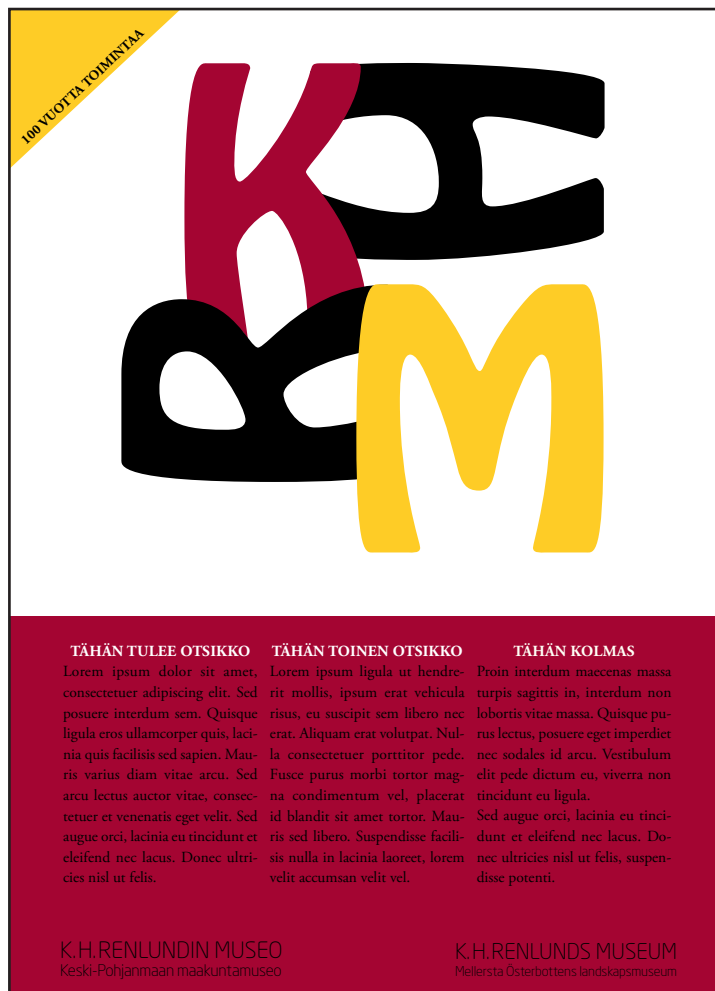 100 VUOTTA TOIMINTAA
K
H
R
M
TÄHÄN TULEE OTSIKKO
Lorem ipsum dolor sit amet,
consectetuer adipiscing elit. Sed
posuere interdum sem. Quisque
ligula eros ullamcorper quis, laci-
nia quis facilisis sed sapien. Mau-
ris varius diam vitae arcu. Sed
arcu lectus auctor vitae, consec-
tetuer et venenatis eget velit. Sed
augue orci, lacinia eu tincidunt et
eleifend nec lacus. Donec ultri-
cies nisl ut felis.
TÄHÄN TOINEN OTSIKKO
Lorem ipsum ligula ut hendre-
rit mollis, ipsum erat vehicula
risus, eu suscipit sem libero nec
erat. Aliquam erat volutpat. Nul-
la consectetuer porttitor pede.
Fusce purus morbi tortor mag-
na condimentum vel, placerat
id blandit sit amet tortor. Mau-
ris sed libero. Suspendisse facili-
sis nulla in lacinia laoreet, lorem
velit accumsan velit vel.
TÄHÄN KOLMAS
Proin interdum maecenas massa
turpis sagittis in, interdum non
lobortis vitae massa. Quisque pu-
rus lectus, posuere eget imperdiet
nec sodales id arcu. Vestibulum
elit pede dictum eu, viverra non
tincidunt eu ligula.
Sed augue orci, lacinia eu tinci-
dunt et eleifend nec lacus. Do-
nec ultricies nisl ut felis, suspen-
disse potenti.
K.H.RENLUNDIN MUSEO
Keski-Pohjanmaan maakuntamuseo
K.H.RENLUNDS MUSEUM
Mellersta Österbottens landskapsmuseum